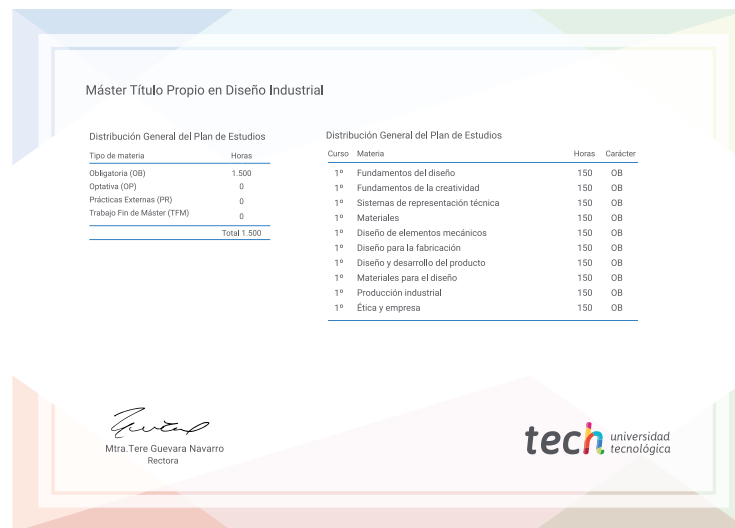 Máster Título Propio en Diseño Industrial
Distribución General del Plan de Estudios
Tipo de materia Horas
Obligatoria (OB) 1.500
Optativa (OP) 0
Prácticas Externas (PR) 0
Trabajo Fin de Máster (TFM) 0
Total 1.500
Distribución General del Plan de Estudios
Curso Materia Horas Carácter
1º Fundamentos del diseño 150 OB
1º Fundamentos de la creatividad 150 OB
1º Sistemas de representación técnica 150 OB
1º Materiales 150 OB
1º Diseño de elementos mecánicos 150 OB
1º Diseño para la fabricación 150 OB
1º Diseño y desarrollo del producto 150 OB
1º Materiales para el diseño 150 OB
1º Producción industrial 150 OB
1º Ética y empresa 150 OB
Mtra.Tere Guevara Navarro
Rectora
tech universidad
tecnológica